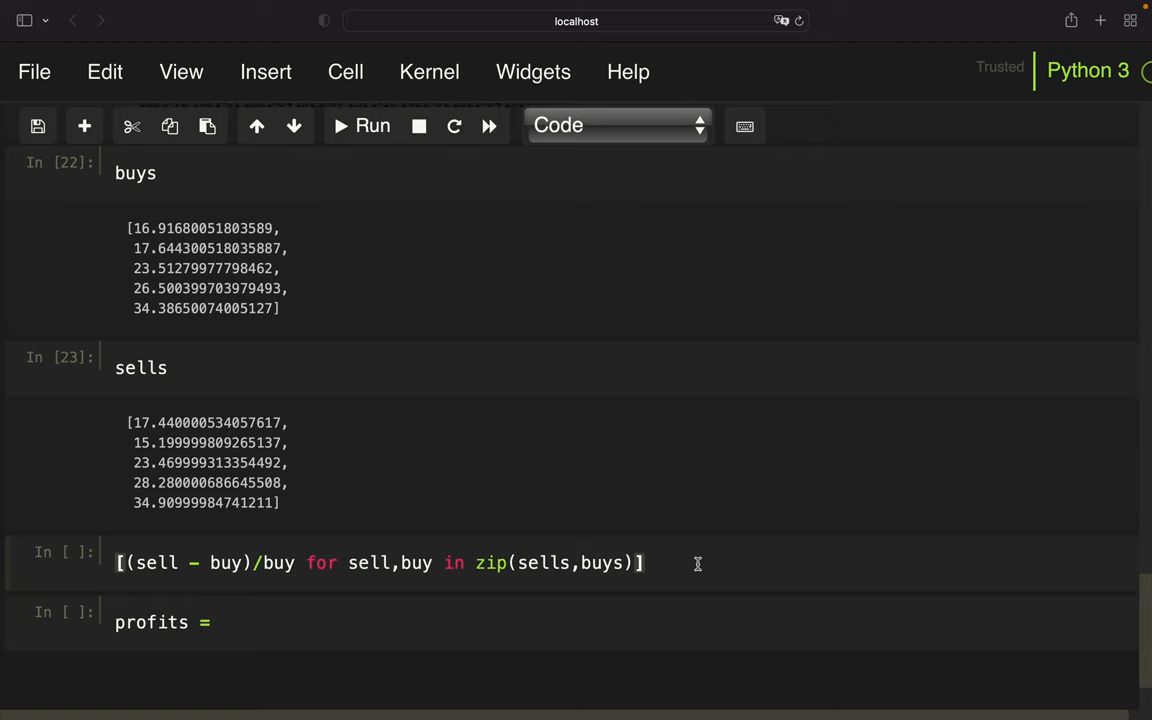 localhost
File Edit View Insert Cell Kernel Widgets Help Trusted Python 3
Run Code
In [22]: buys
[16.91680051803589,
17.644300518035887,
23.51279977798462,
26.500399703979493,
34.38650074005127]
In [23]: sells
[17.440000534057617,
15.199999809265137,
23.469999313354492,
28.280000686645508,
34.90999984741211]
In [ ]: [(sell - buy)/buy for sell,buy in zip(sells,buys)]
In [ ]: profits =